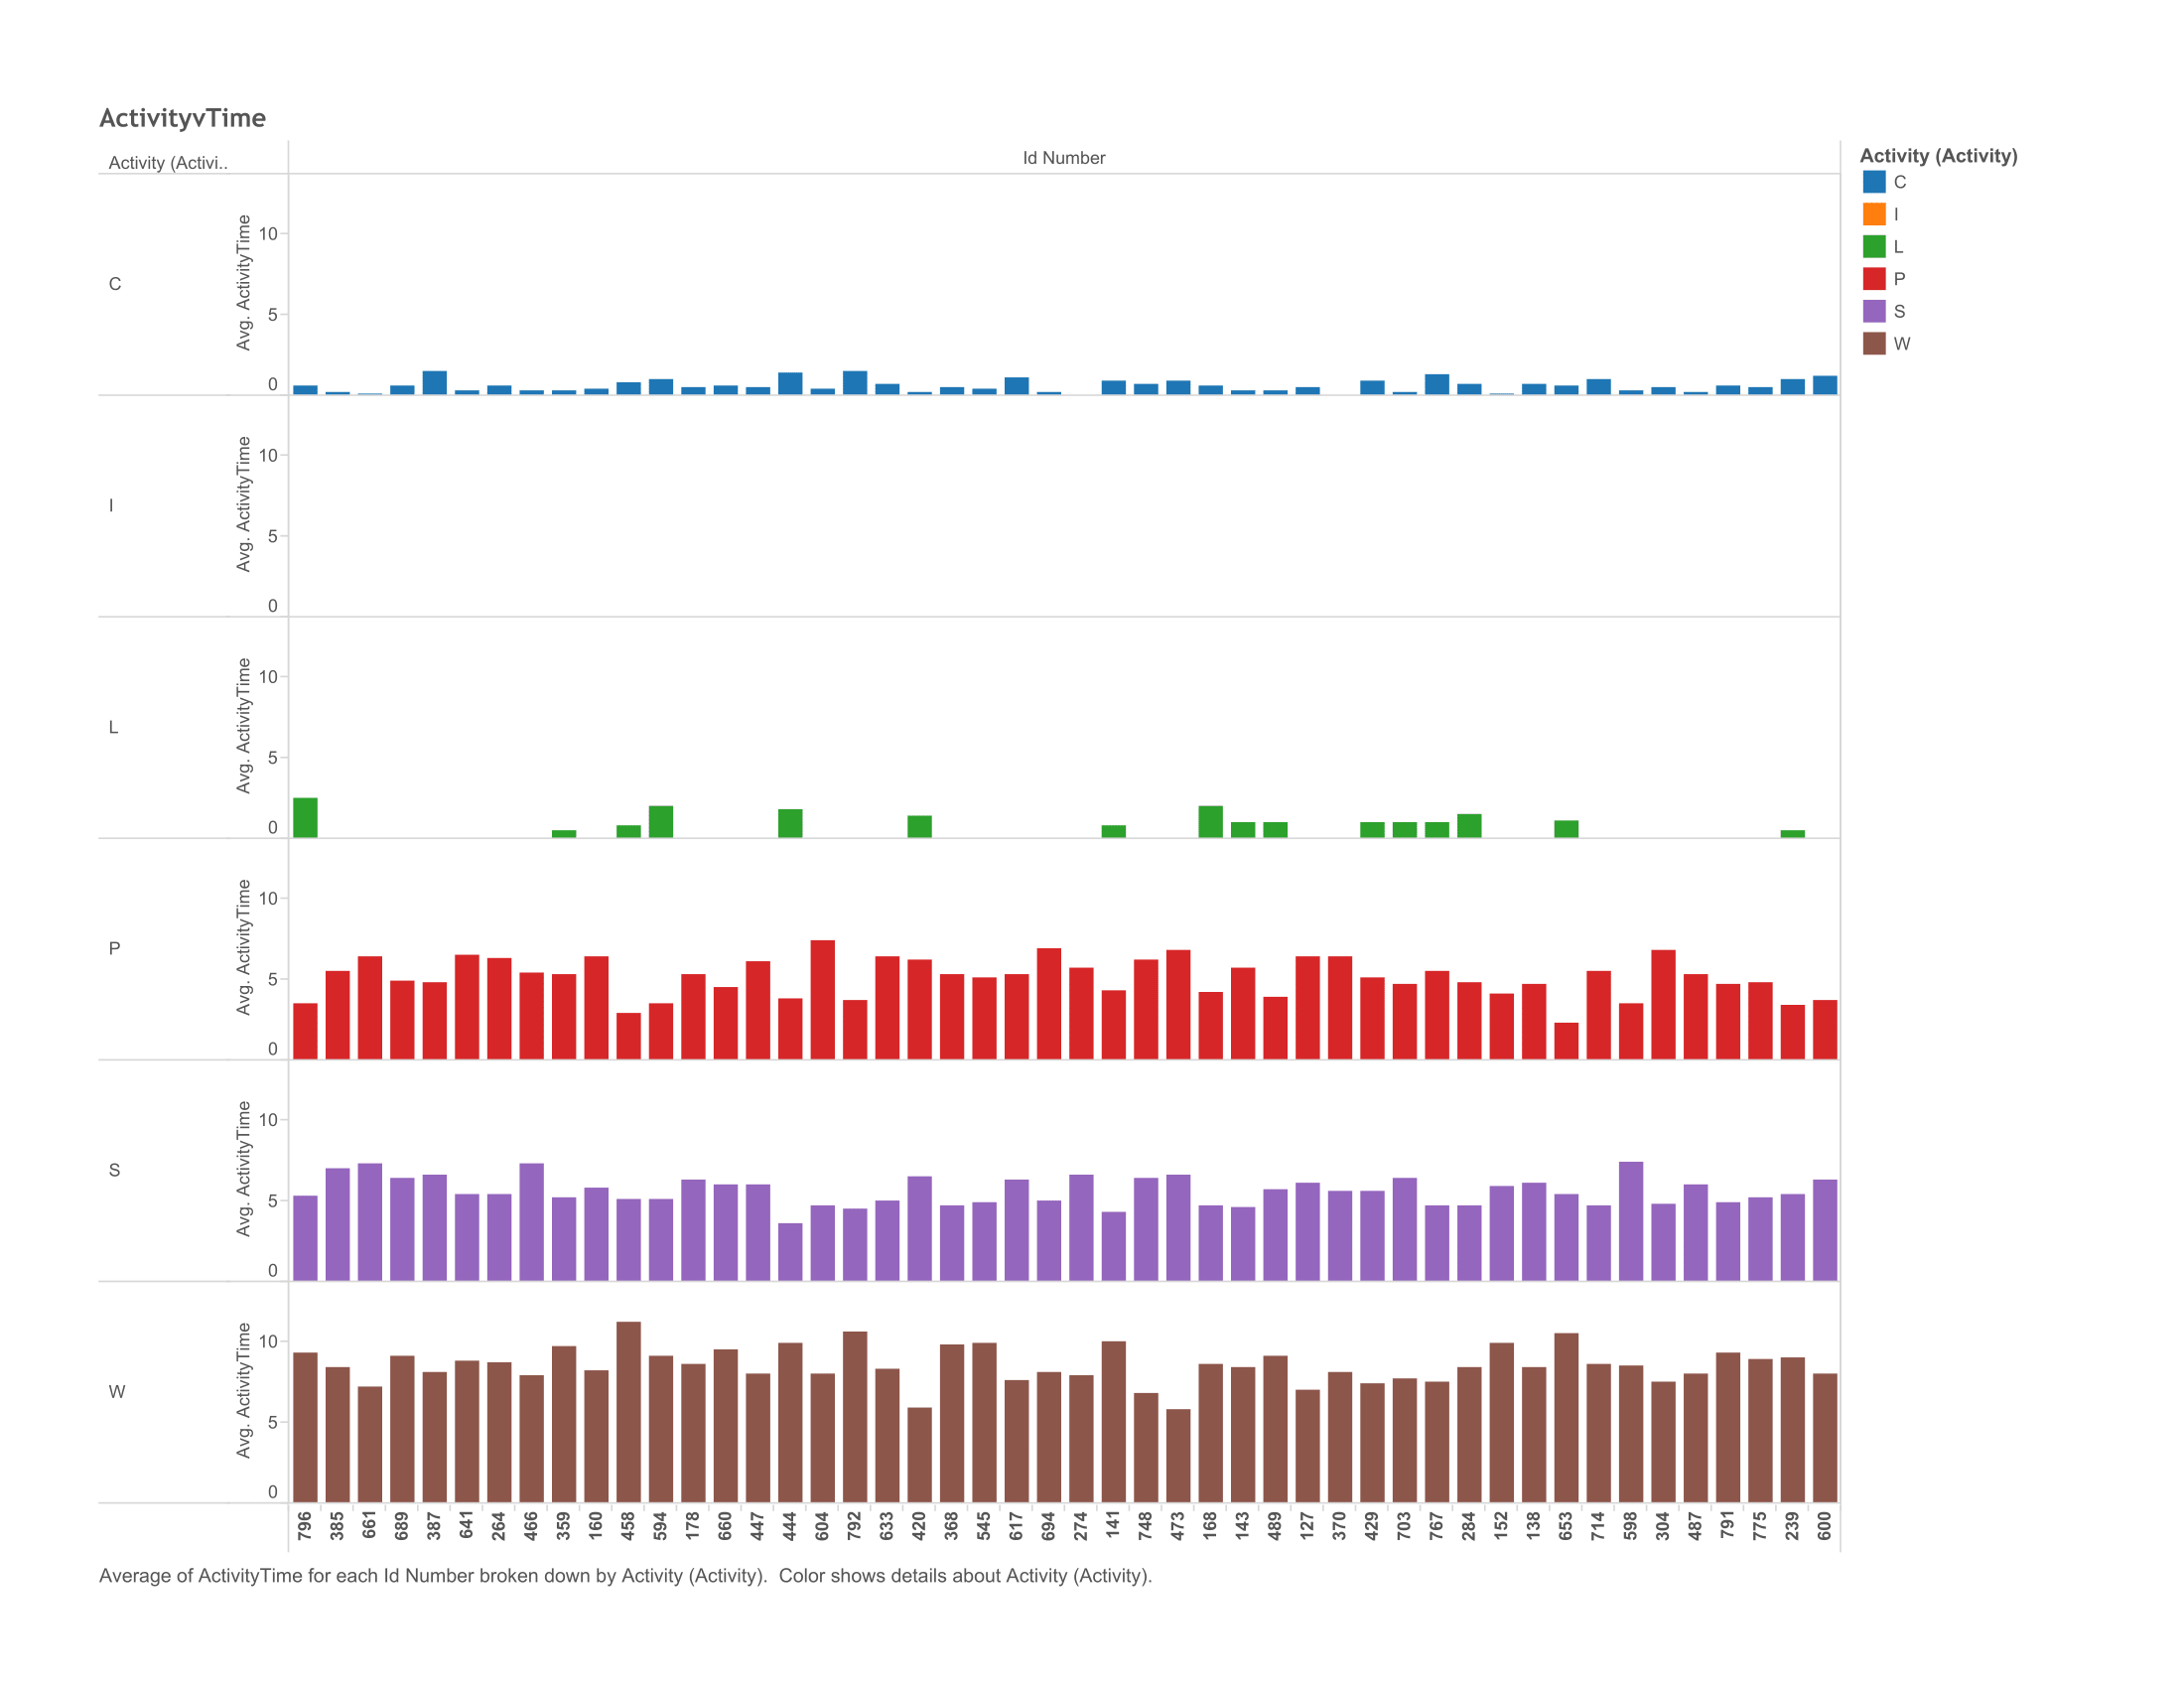 ActivityvTime
Activity (Activi..
Id Number
Activity (Activity)
C
I
L
P
S
W
C
Avg. ActivityTime
10
5
0
I
Avg. ActivityTime
10
5
0
L
Avg. ActivityTime
10
5
0
P
Avg. ActivityTime
10
5
0
S
Avg. ActivityTime
10
5
0
W
Avg. ActivityTime
10
5
0
796 385 661 689 387 641 264 466 359 160 458 594 178 660 447 444 604 792 633 420 368 545 617 694 274 141 748 473 168 143 489 127 370 429 703 767 284 152 138 653 714 598 304 487 791 775 239 600
Average of ActivityTime for each Id Number broken down by Activity (Activity).  Color shows details about Activity (Activity).